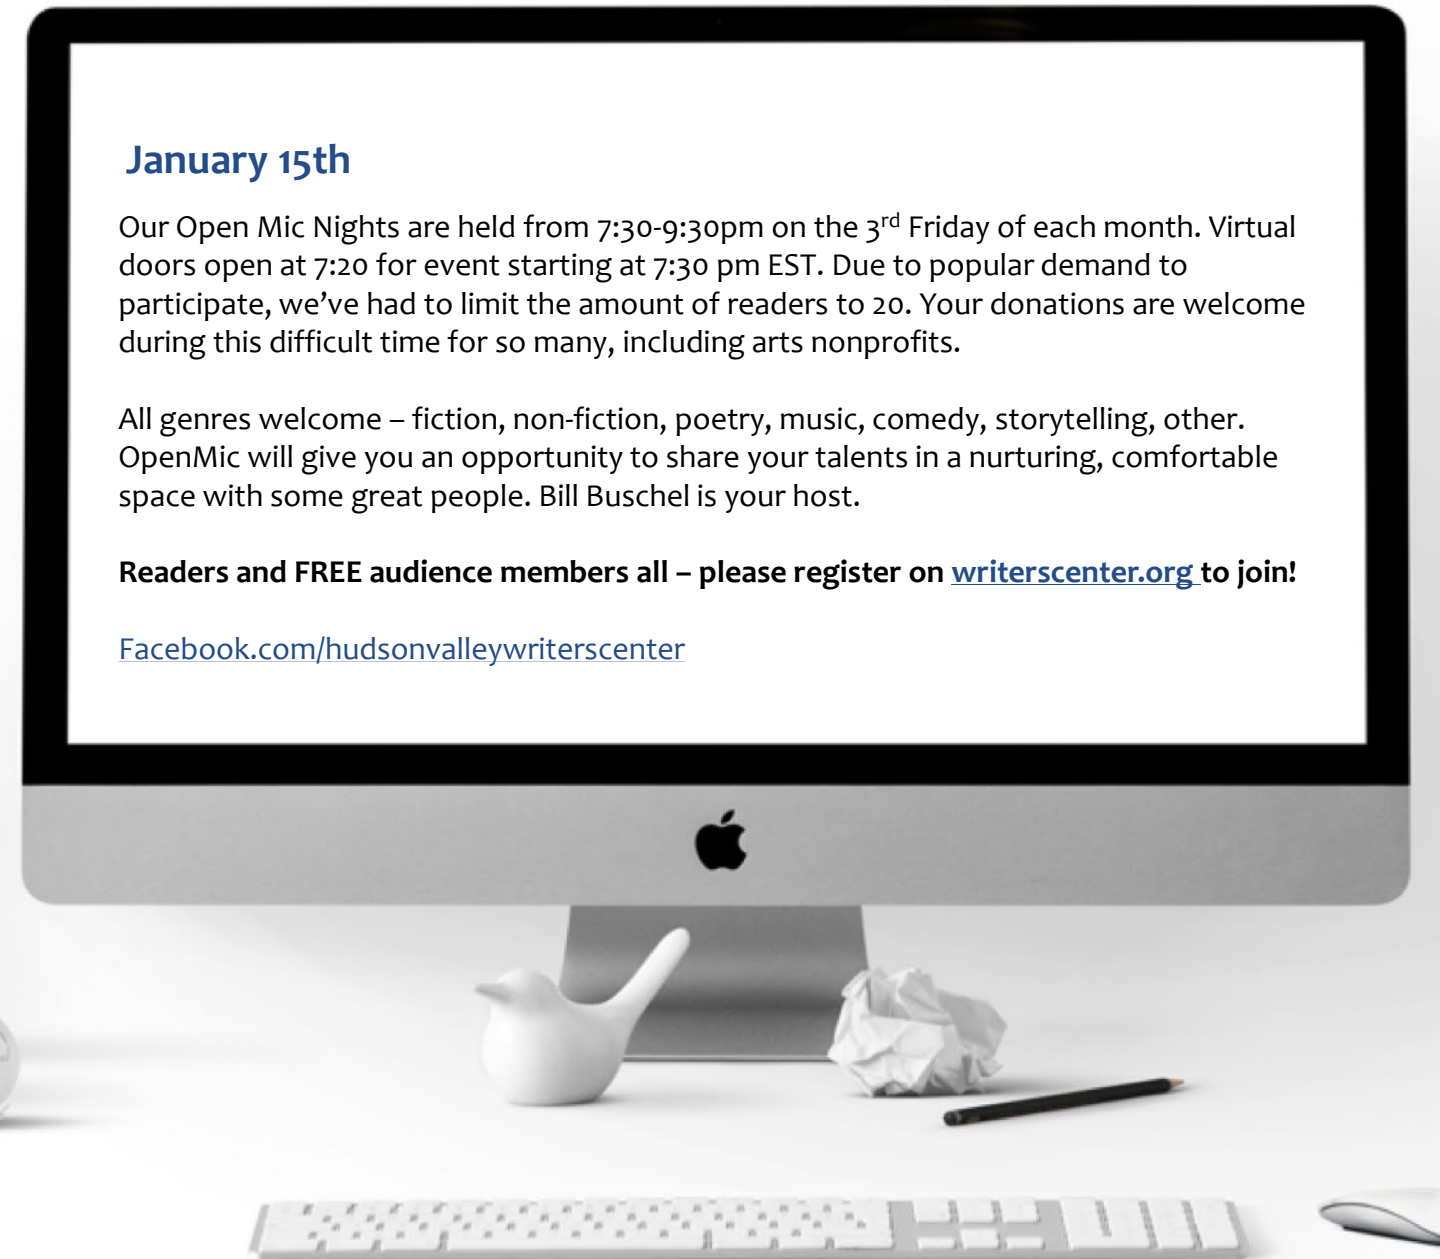 January 15th
Our Open Mic Nights are held from 7:30-9:30pm on the 3rd Friday of each month. Virtual
doors open at 7:20 for event starting at 7:30 pm EST. Due to popular demand to
participate, we’ve had to limit the amount of readers to 20. Your donations are welcome
during this difficult time for so many, including arts nonprofits.
All genres welcome – fiction, non-fiction, poetry, music, comedy, storytelling, other.
OpenMic will give you an opportunity to share your talents in a nurturing, comfortable
space with some great people. Bill Buschel is your host.
Readers and FREE audience members all – please register on writerscenter.org to join!
Facebook.com/hudsonvalleywriterscenter